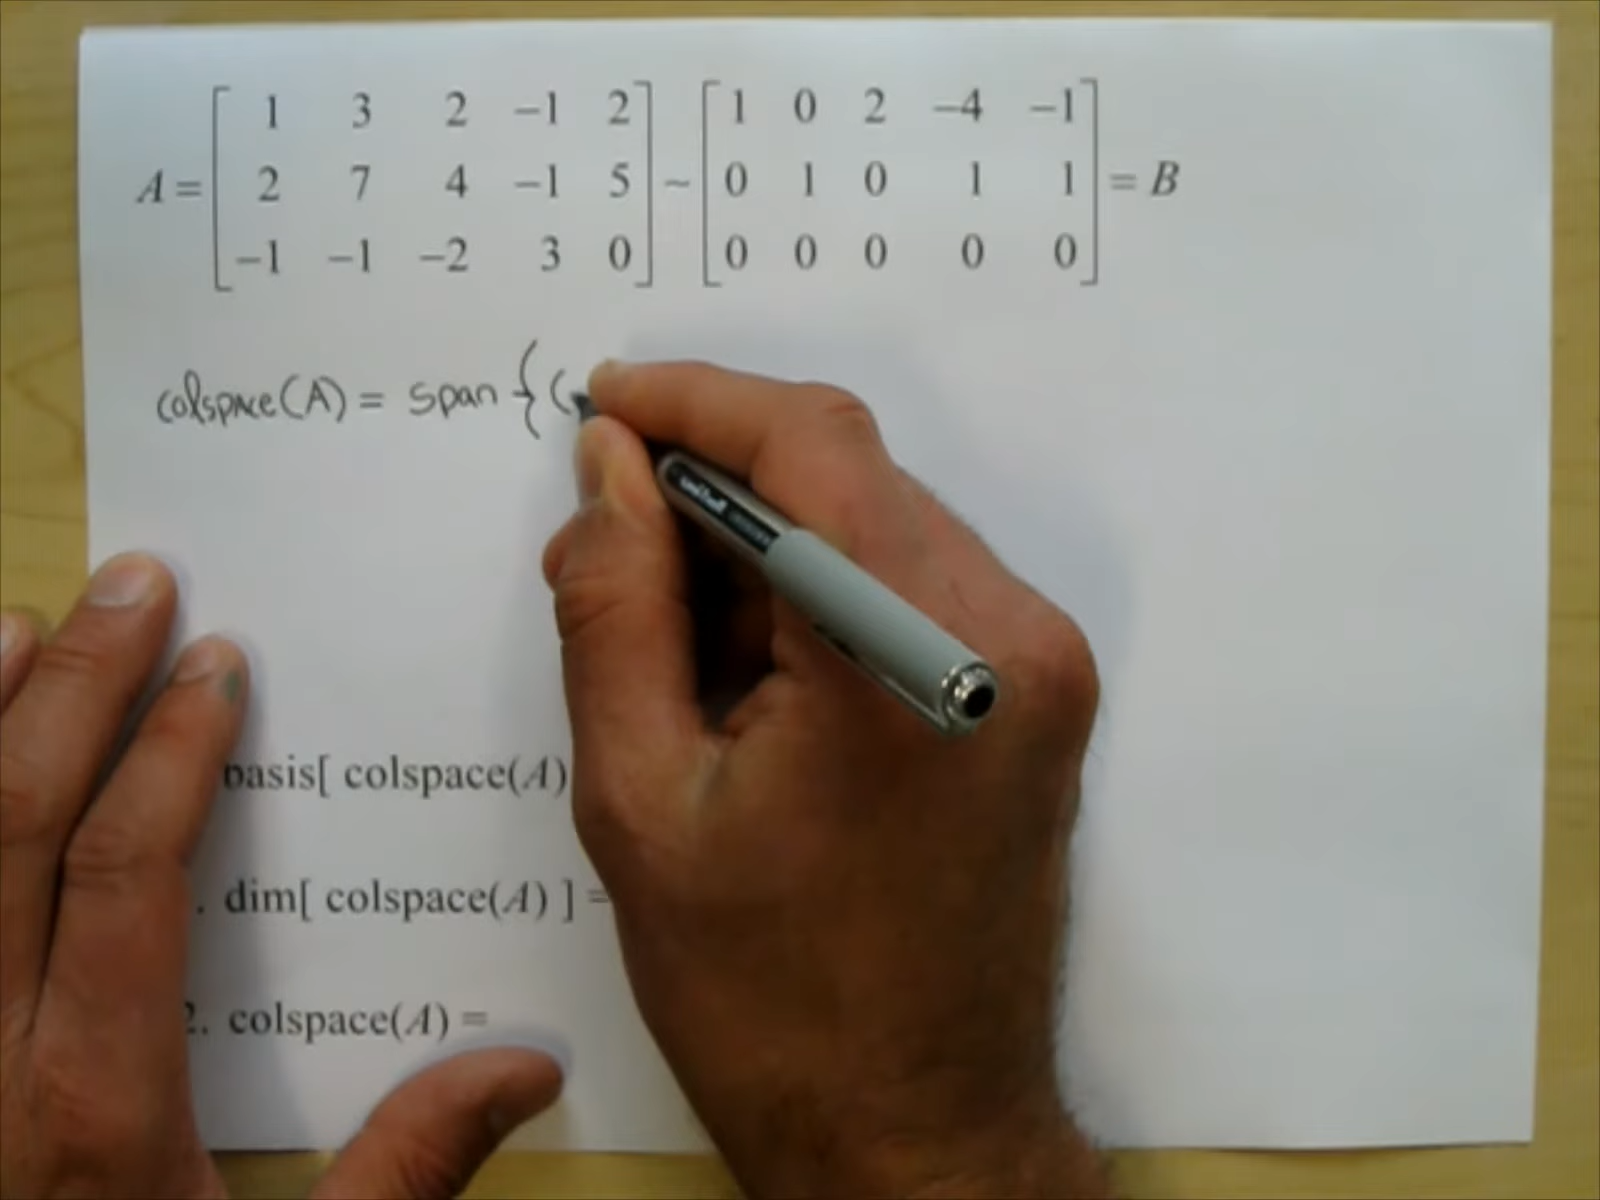 A = [ 1 3 2 −1 2 ] ~ [ 1 0 2 −4 −1 ] = B
[ 2 7 4 −1 5 ] [ 0 1 0 1 1 ]
[ −1 −1 −2 3 0 ] [ 0 0 0 0 0 ]
colspace(A) = span { (
basis[ colspace(A)
. dim[ colspace(A) ] =
2. colspace(A) =